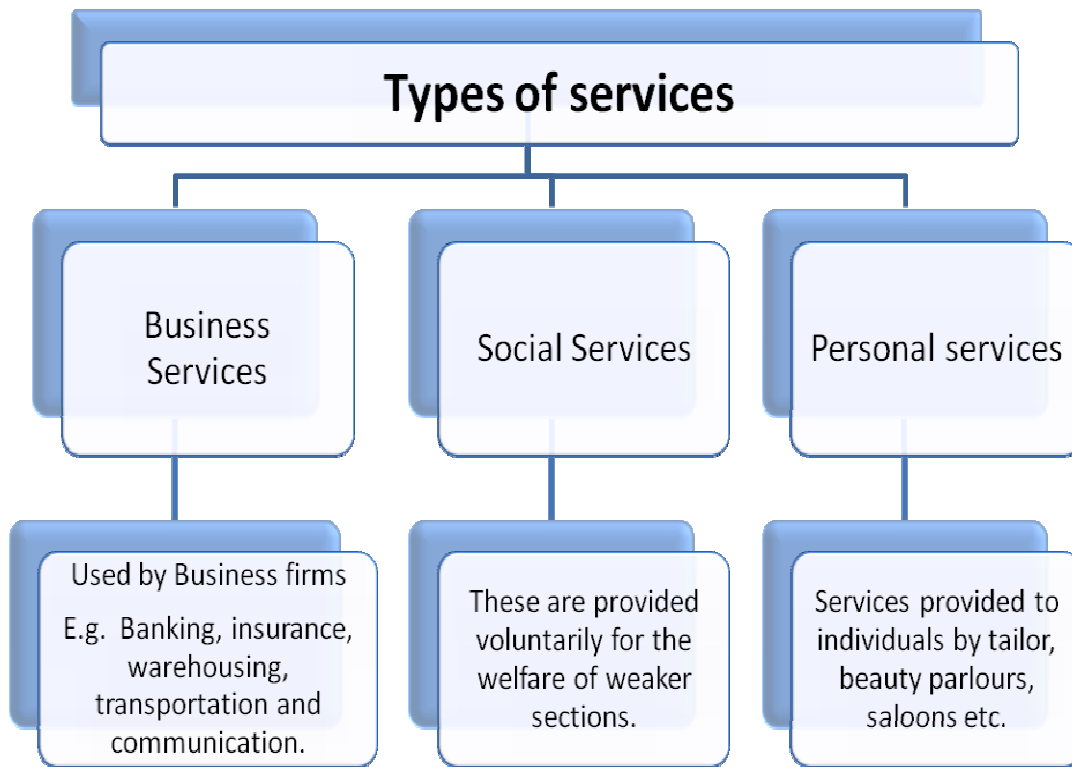 Types of services
Business
Services
Social Services
Personal services
Used by Business firms
E.g. Banking, insurance,
warehousing,
transportation and
communication.
These are provided
voluntarily for the
welfare of weaker
sections.
Services provided to
individuals by tailor,
beauty parlours,
saloons etc.